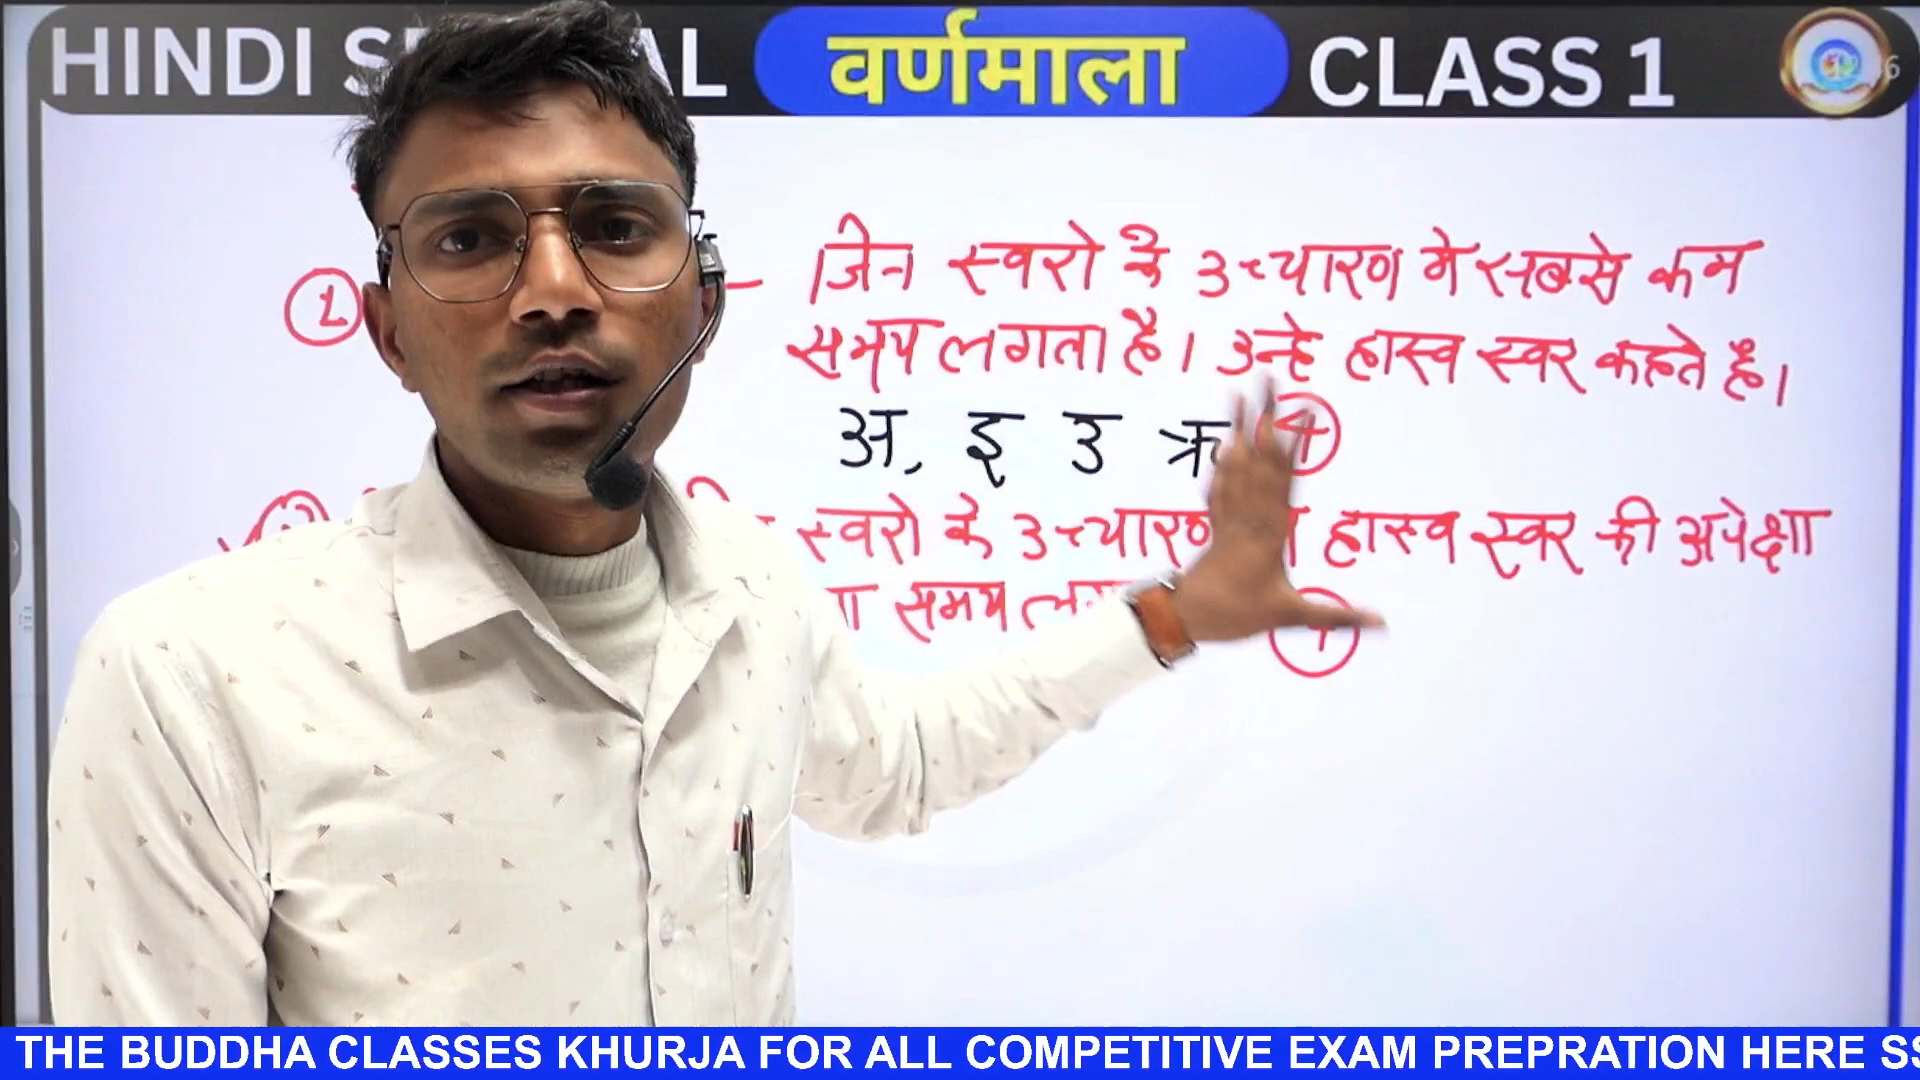 HINDI S AL वर्णमाला CLASS 1
1 - जिन स्वरो के उच्चारण मे सबसे कम
समय लगता है। उन्हे हास्व स्वर कहते है।
अ, इ उ ऋ 4
स्वरो के उच्चारण हास्व स्वर की अपेक्षा
समय
THE BUDDHA CLASSES KHURJA FOR ALL COMPETITIVE EXAM PREPRATION HERE SS